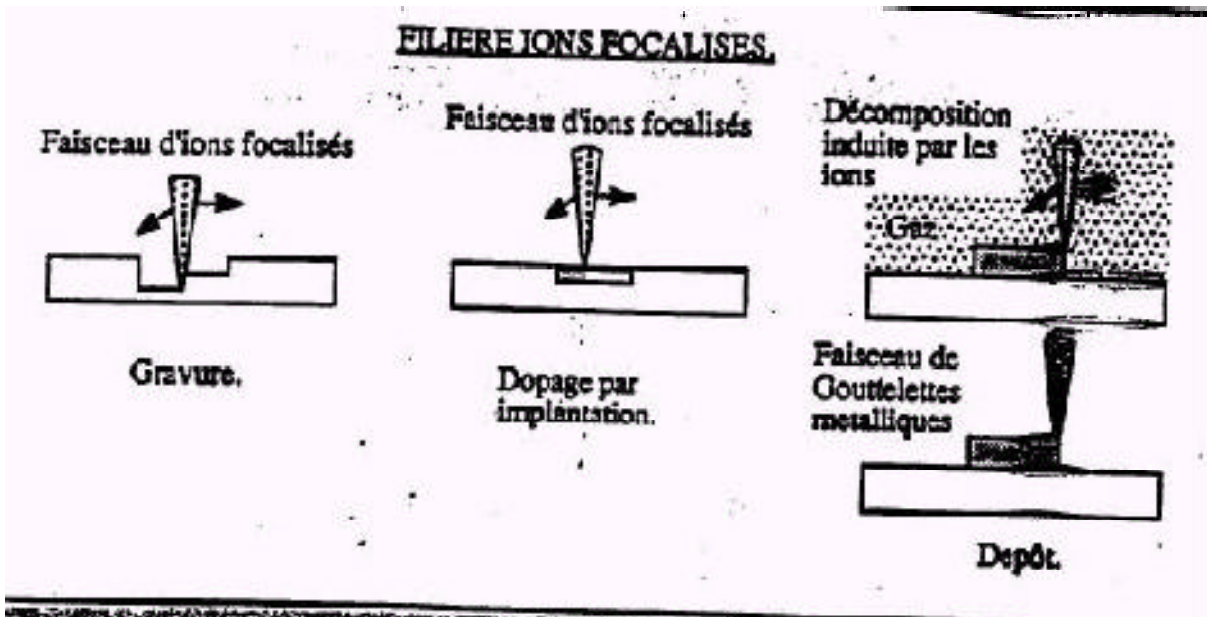 FILIERE IONS FOCALISES.
Faisceau d'ions focalisés
Gravure.
Faisceau d'ions focalisés
Dopage par
implantation.
Décomposition
induite par les
ions
Gaz
Faisceau de
Gouttelettes
metalliques
Depôt.